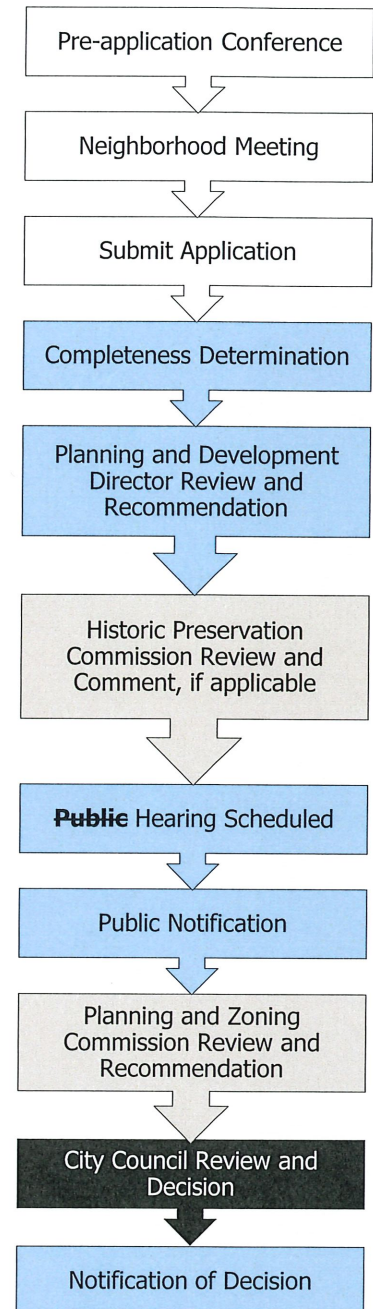 Pre-application Conference
Neighborhood Meeting
Submit Application
Completeness Determination
Planning and Development
Director Review and
Recommendation
Historic Preservation
Commission Review and
Comment, if applicable
Public Hearing Scheduled
Public Notification
Planning and Zoning
Commission Review and
Recommendation
City Council Review and
Decision
Notification of Decision